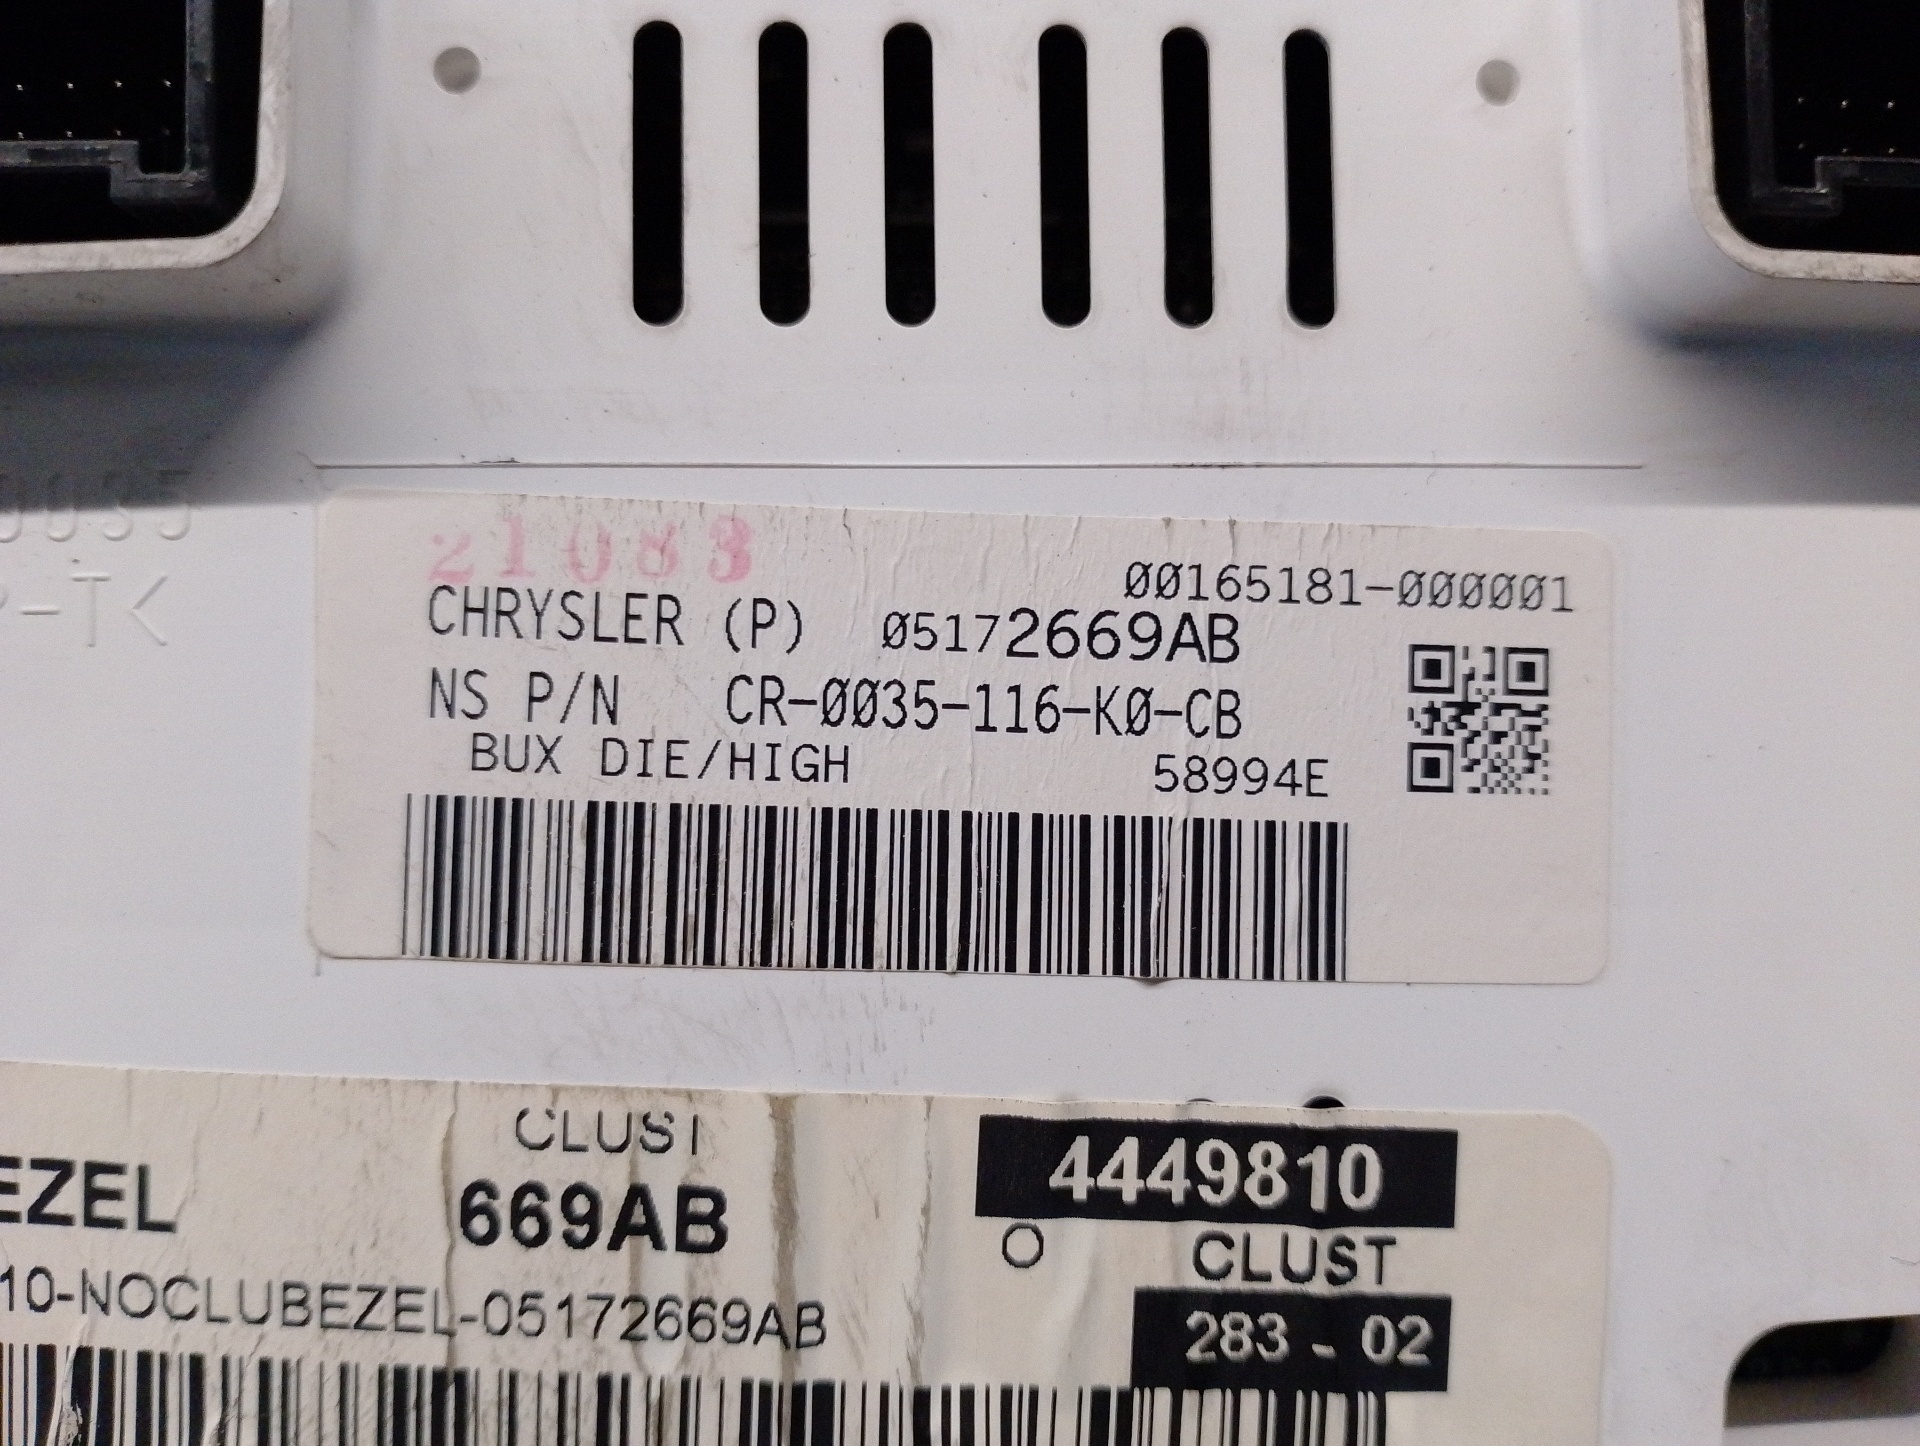 0035
P-T<
21083
00165181-000001
CHRYSLER (P) 05172669AB
NS P/N CR-0035-116-K0-CB
BUX DIE/HIGH 58994E
CLUST
4449810
EZEL
669AB
CLUST
10-NOCLUBEZEL-05172669AB
283 - 02